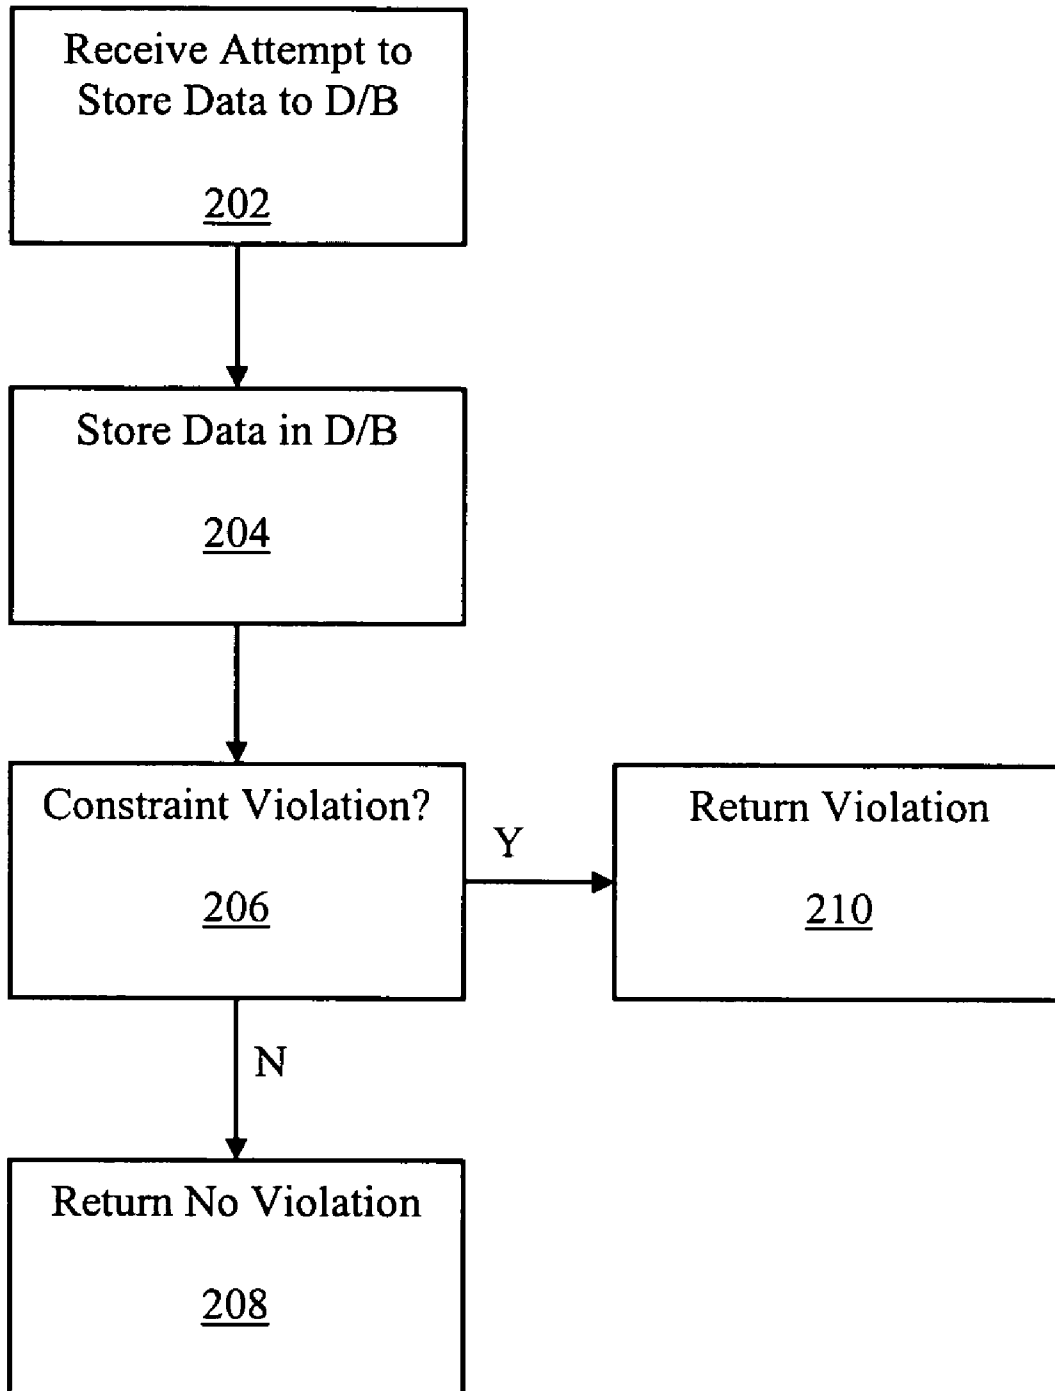 Receive Attempt to
Store Data to D/B
202
Store Data in D/B
204
Constraint Violation?
206
Y
Return Violation
210
N
Return No Violation
208